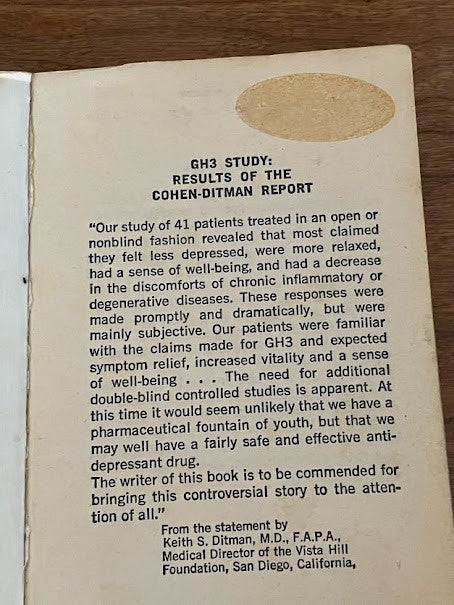 GH3 STUDY:
RESULTS OF THE
COHEN-DITMAN REPORT
"Our study of 41 patients treated in an open or
nonblind fashion revealed that most claimed
they felt less depressed, were more relaxed,
had a sense of well-being, and had a decrease
in the discomforts of chronic inflammatory or
degenerative diseases. These responses were
made promptly and dramatically, but were
mainly subjective. Our patients were familiar
with the claims made for GH3 and expected
symptom relief, increased vitality and a sense
of well-being . . . The need for additional
double-blind controlled studies is apparent. At
this time it would seem unlikely that we have a
pharmaceutical fountain of youth, but that we
may well have a fairly safe and effective anti-
depressant drug.
The writer of this book is to be commended for
bringing this controversial story to the atten-
tion of all."
From the statement by
Keith S. Ditman, M.D., F.A.P.A.,
Medical Director of the Vista Hill
Foundation, San Diego, California,